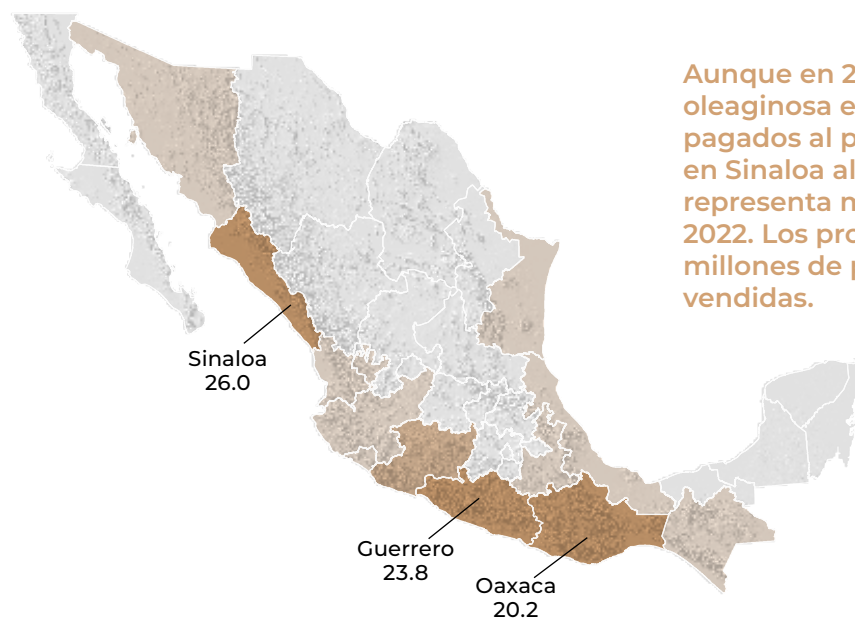 Aunque en 2
oleaginosa e
pagados al p
en Sinaloa al
representa
2022. Los pro
millones de
vendidas.
Sinaloa
26.0
Guerrero
23.8
Oaxaca
20.2